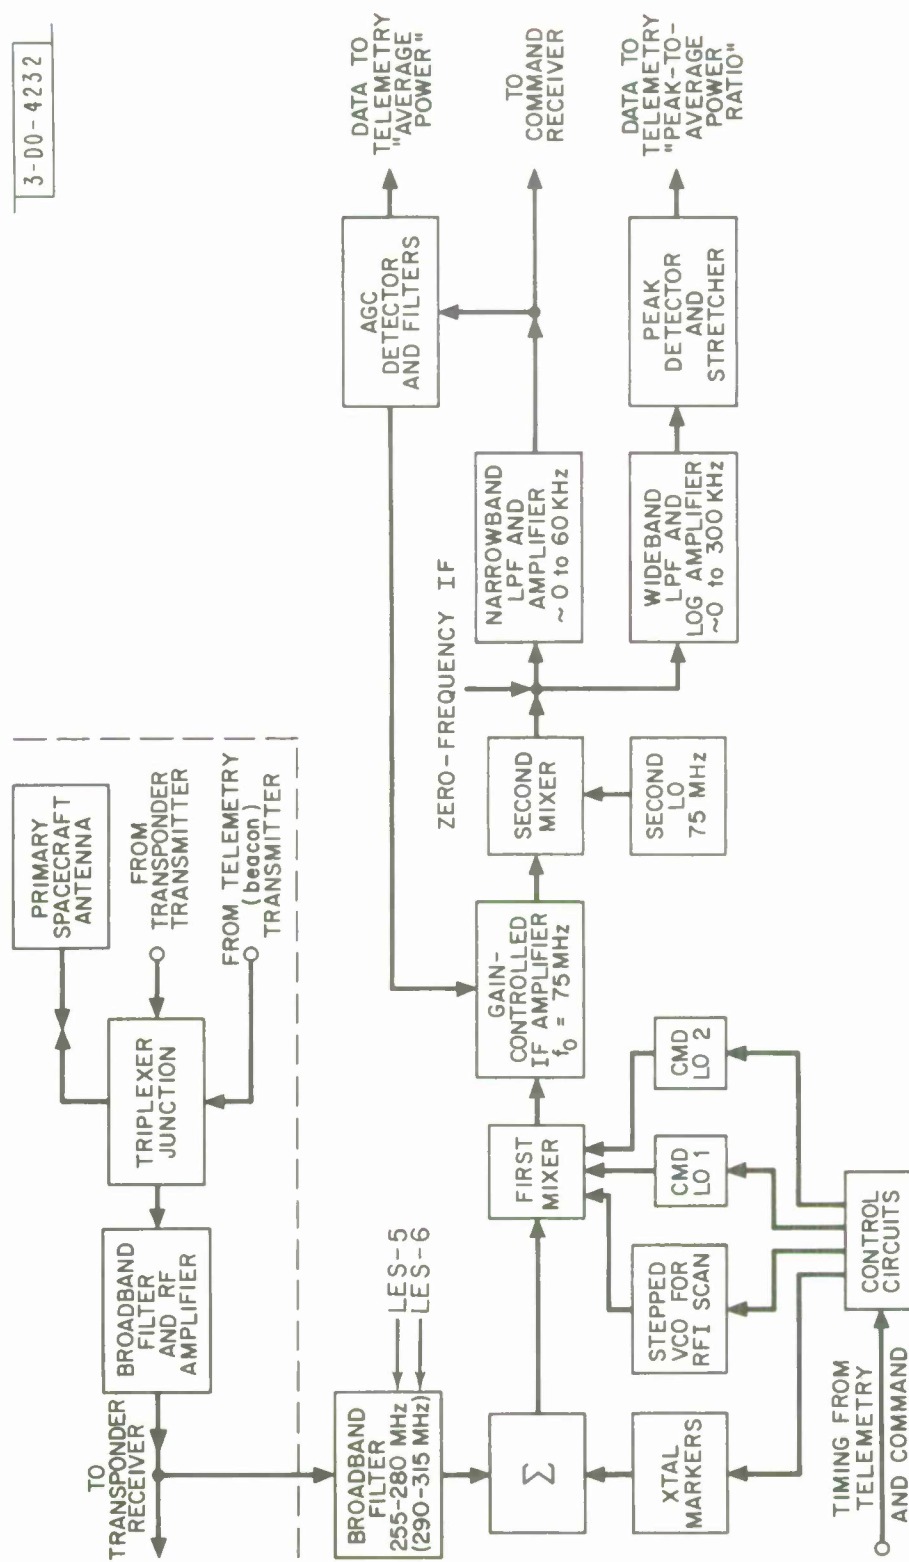 3-DO-4232
PRIMARY
SPACECRAFT
ANTENNA
FROM
TRANSPONDER
TRANSMITTER
FROM TELEMETRY
(beacon)
TRANSMITTER
TRIPLEXER
JUNCTION
BROADBAND
FILTER
AND RF
AMPLIFIER
TO
TRANSPONDER
RECEIVER
BROADBAND
FILTER
255-280 MHz
(290-315 MHz)
LES-5
LES-6
Σ
XTAL
MARKERS
FIRST
MIXER
STEPPED
VCO FOR
RFI SCAN
CMD
LO 1
CMD
LO 2
CONTROL
CIRCUITS
TIMING FROM
TELEMETRY
AND COMMAND
GAIN-
CONTROLLED
IF AMPLIFIER
f₀ = 75 MHz
SECOND
MIXER
SECOND
LO
75 MHz
ZERO-FREQUENCY IF
NARROWBAND
LPF AND
AMPLIFIER
~ 0 to 60 KHz
WIDEBAND
LPF AND
LOG AMPLIFIER
~0 to 300 KHz
AGC
DETECTOR
AND FILTERS
PEAK
DETECTOR
AND
STRETCHER
DATA TO
TELEMETRY
"AVERAGE
POWER"
TO
COMMAND
RECEIVER
DATA TO
TELEMETRY
"PEAK-TO-
AVERAGE
POWER
RATIO"